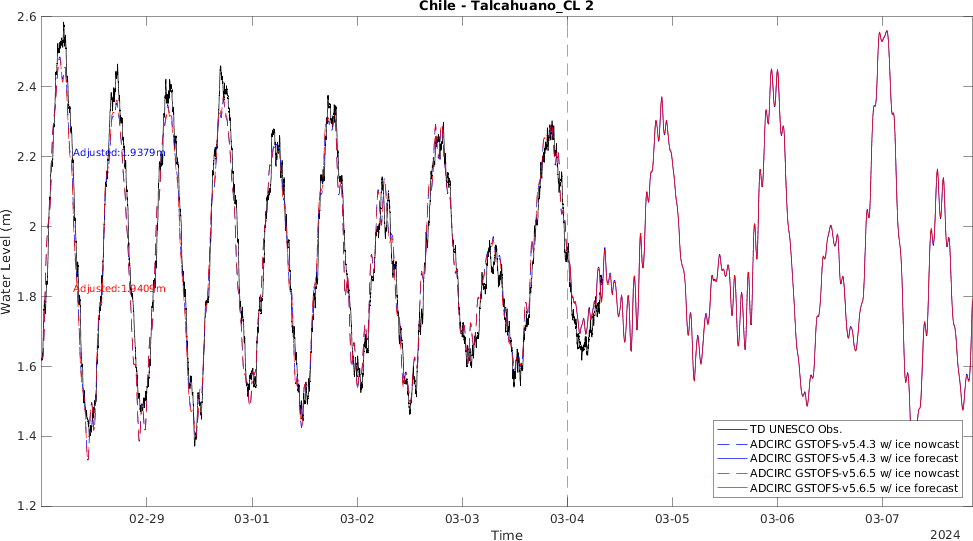 Chile - Talcahuano_CL 2
2.6
2.4
2.2
2
1.8
1.6
1.4
1.2
Water Level (m)
Adjusted:1.9379m
Adjusted:1.9409m
TD UNESCO Obs.
ADCIRC GSTOFS-v5.4.3 w/ ice nowcast
ADCIRC GSTOFS-v5.4.3 w/ ice forecast
ADCIRC GSTOFS-v5.6.5 w/ ice nowcast
ADCIRC GSTOFS-v5.6.5 w/ ice forecast
02-29 03-01 03-02 03-03 03-04 03-05 03-06 03-07
Time
2024